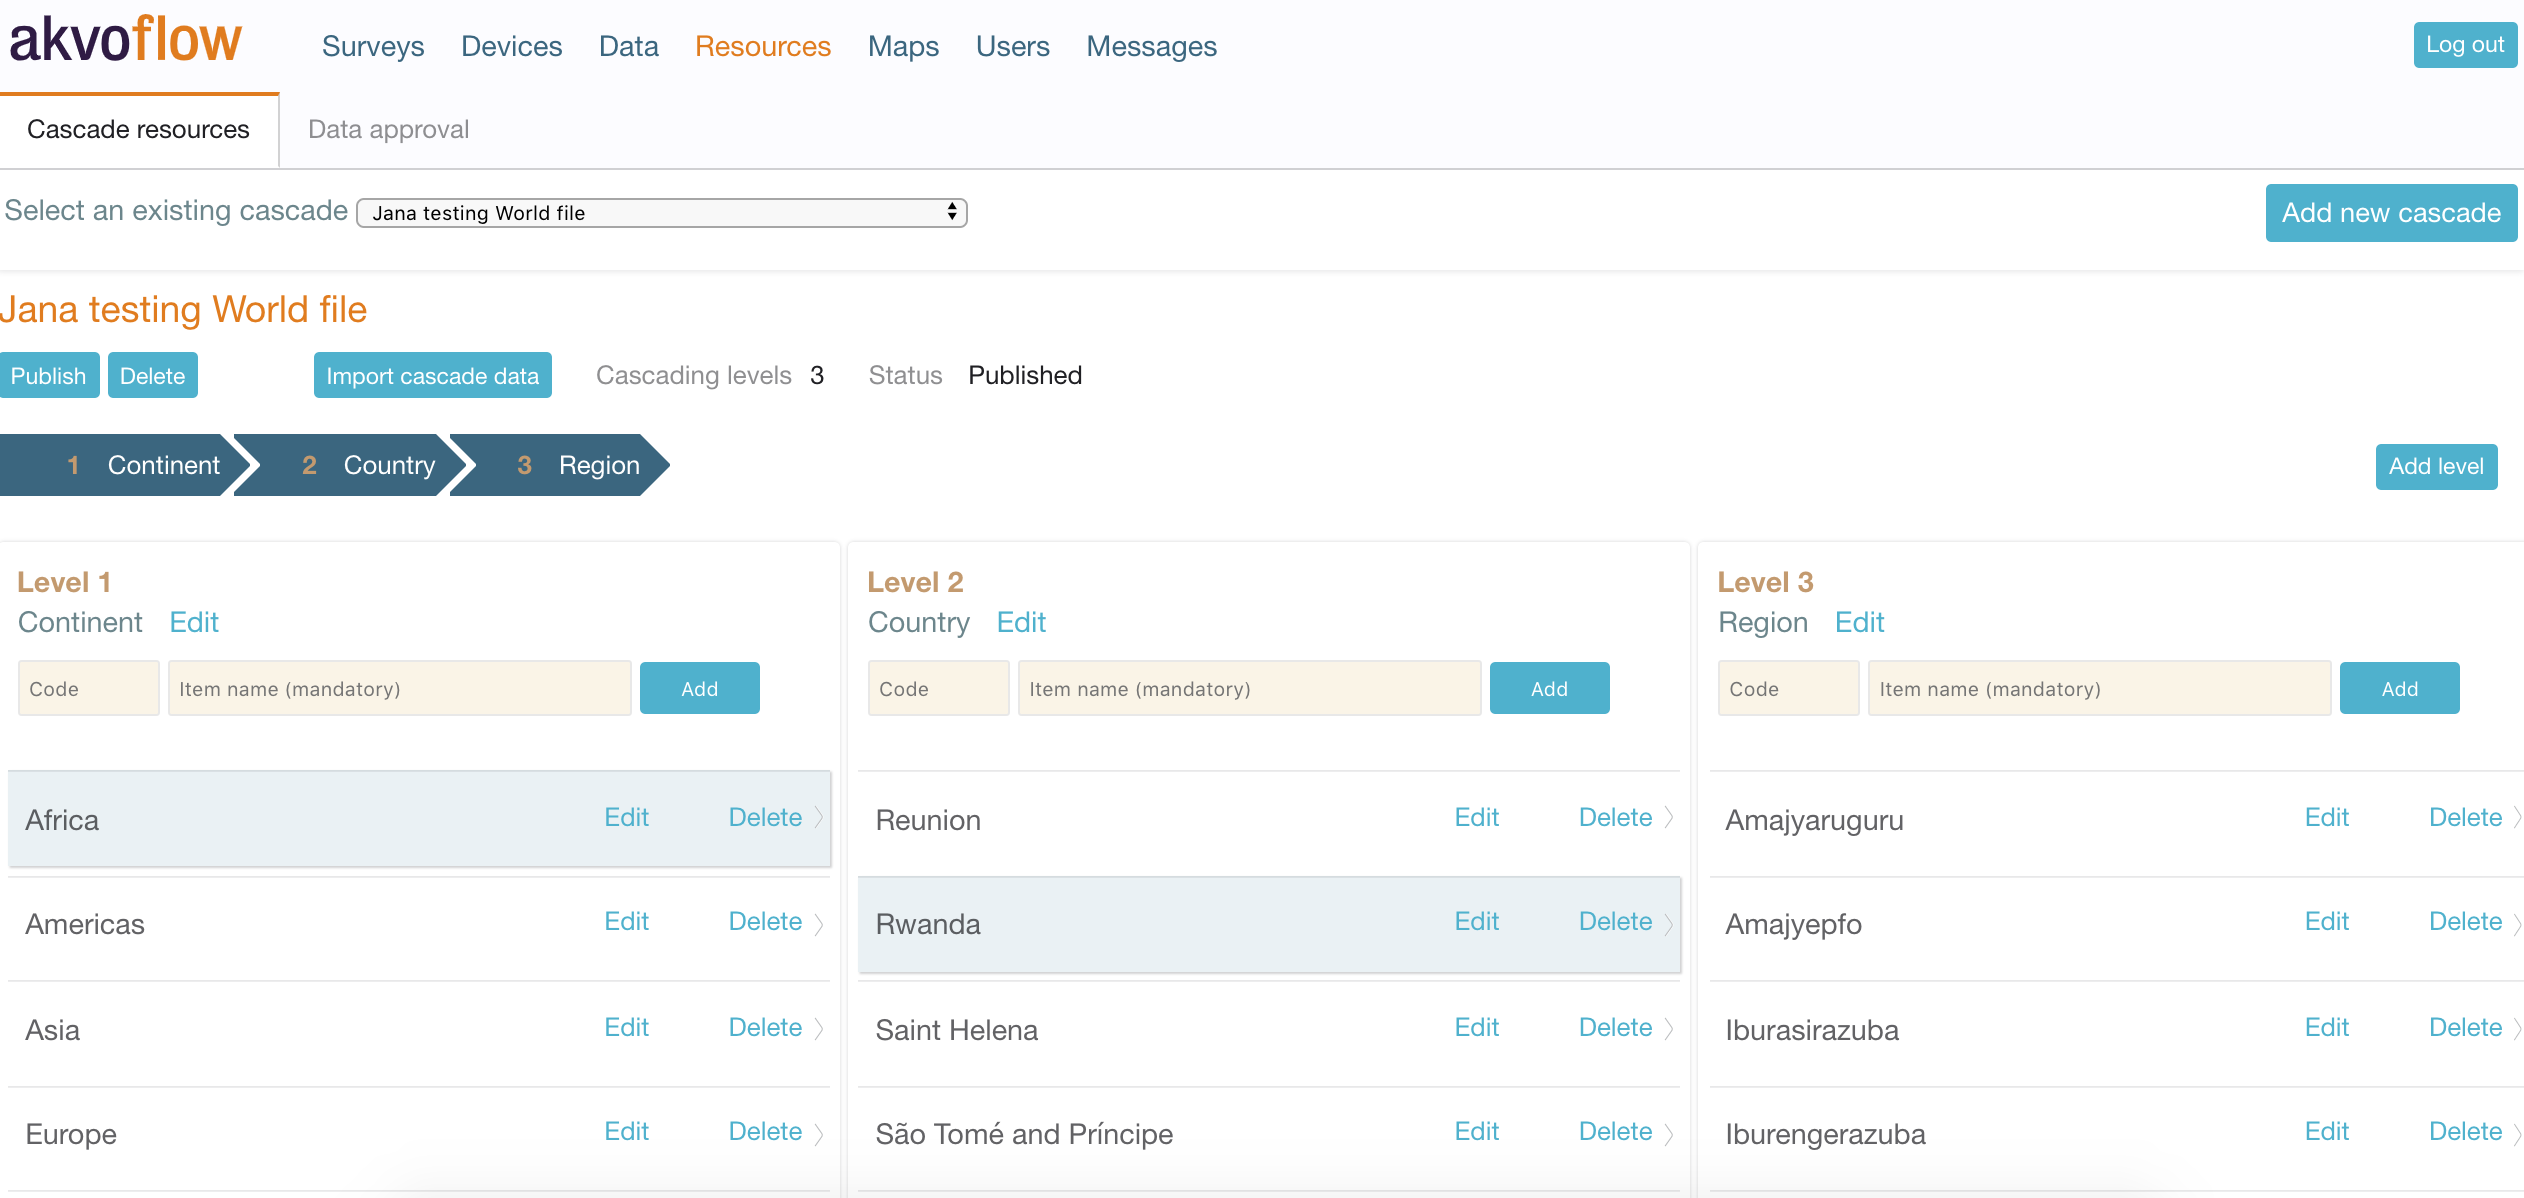 akvoflow Surveys Devices Data Resources Maps Users Messages Log out
Cascade resources Data approval
Select an existing cascade Jana testing World file Add new cascade
Jana testing World file
Publish Delete Import cascade data Cascading levels 3 Status Published
1 Continent 2 Country 3 Region Add level
Level 1
Continent Edit
Code Item name (mandatory) Add
Africa Edit Delete
Americas Edit Delete
Asia Edit Delete
Europe Edit Delete
Level 2
Country Edit
Code Item name (mandatory) Add
Reunion Edit Delete
Rwanda Edit Delete
Saint Helena Edit Delete
São Tomé and Príncipe Edit Delete
Level 3
Region Edit
Code Item name (mandatory) Add
Amajyaruguru Edit Delete
Amajyepfo Edit Delete
Iburasirazuba Edit Delete
Iburengerazuba Edit Delete